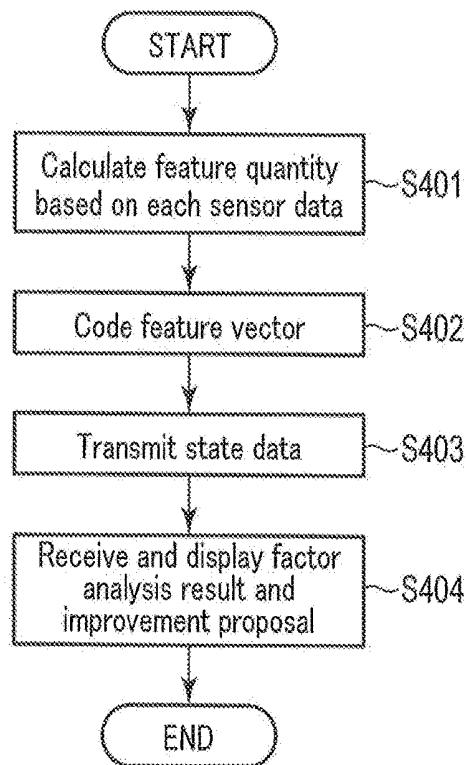 START
Calculate feature quantity
based on each sensor data
S401
Code feature vector
S402
Transmit state data
S403
Receive and display factor
analysis result and
improvement proposal
S404
END